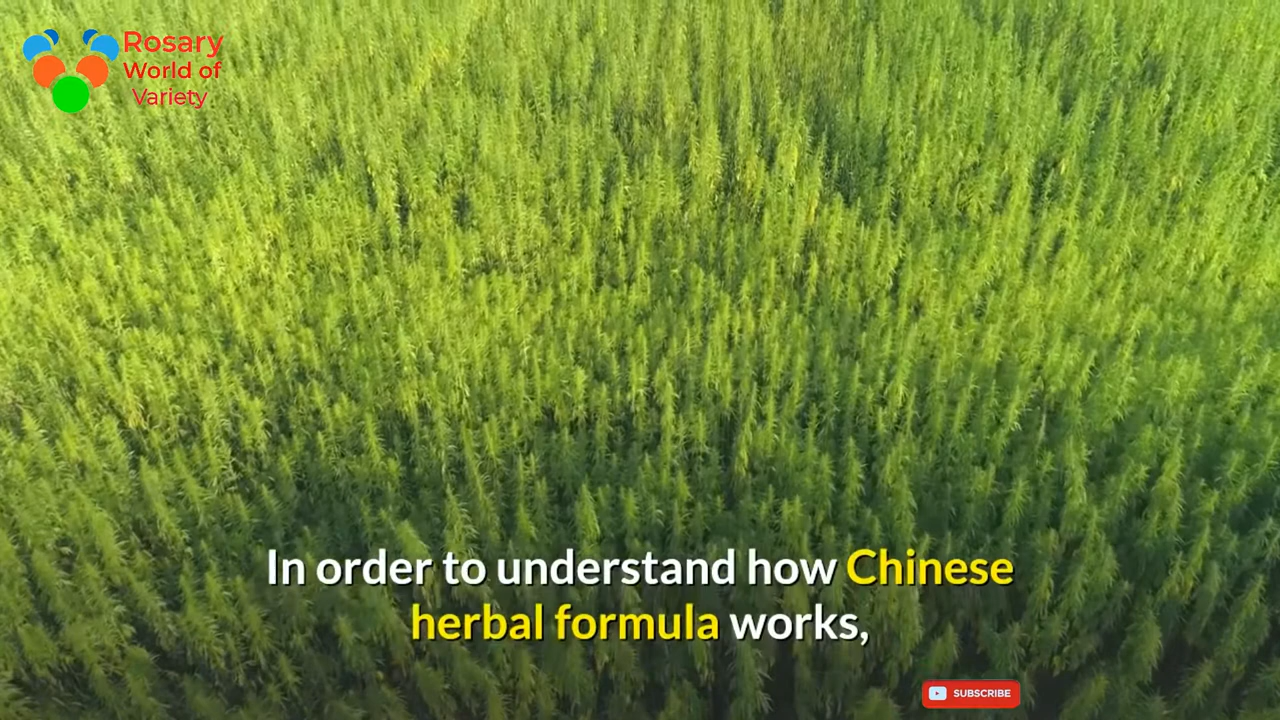 Rosary
World of
Variety
In order to understand how Chinese
herbal formula works,
SUBSCRIBE